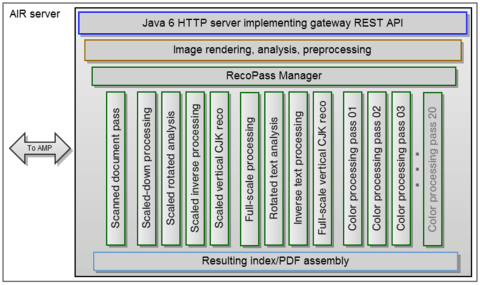 AIR server
Java 6 HTTP server implementing gateway REST API
Image rendering, analysis, preprocessing
RecoPass Manager
To AMP
Scanned document pass
Scaled-down processing
Scaled rotated analysis
Scaled inverse processing
Scaled vertical CJK reco
Full-scale processing
Rotated text analysis
Inverse text processing
Full-scale vertical CJK reco
Color processing pass 01
Color processing pass 02
Color processing pass 03
• • •
Color processing pass 20
Resulting index/PDF assembly